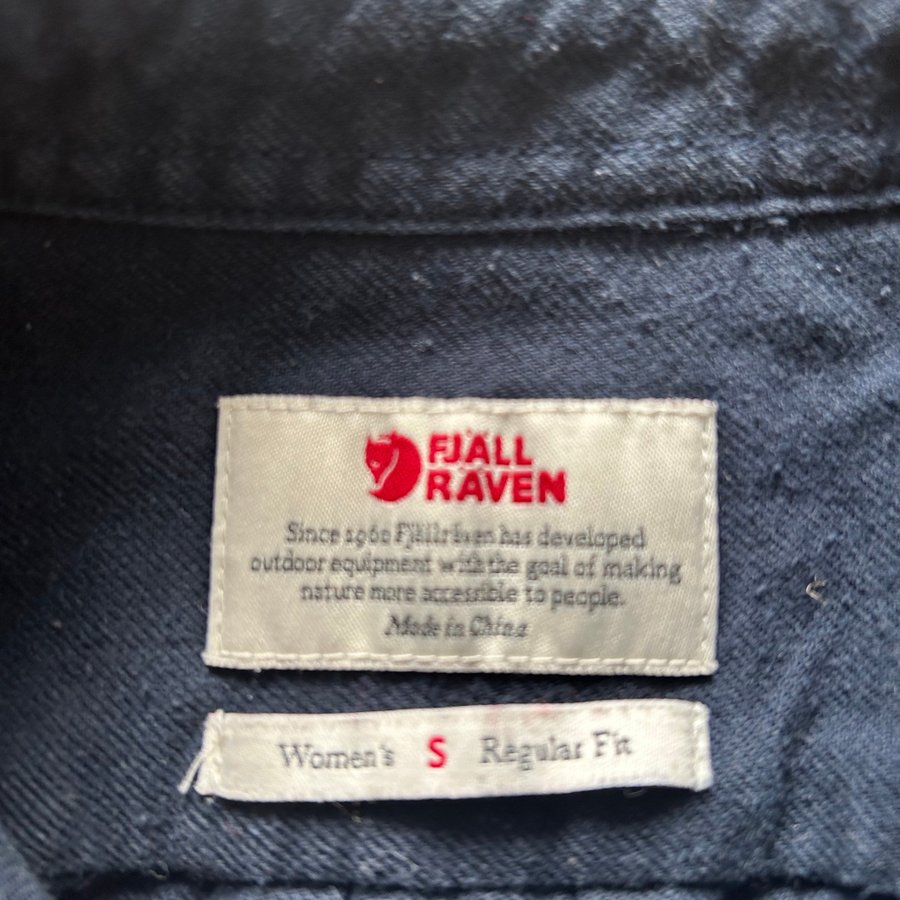 FJÄLL
RÄVEN
Since 1960 Fjällräven has developed
outdoor equipment with the goal of making
nature more accessible to people.
Made in China
Women's S Regular Fit